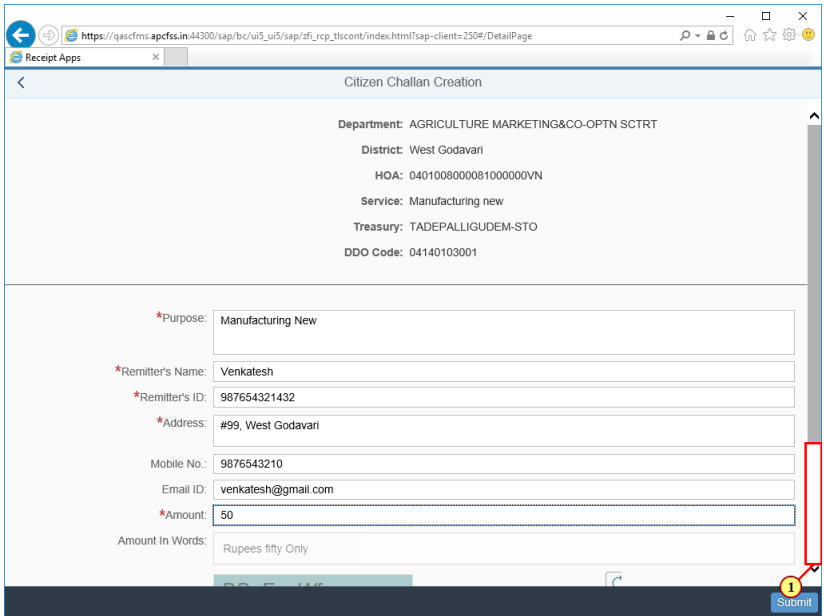 https://qascfms.apcfss.in:44300/sap/bc/ui5_ui5/sap/zfi_rcp_tlscont/index.html?sap-client=250#/DetailPage
Receipt Apps
Citizen Challan Creation
Department: AGRICULTURE MARKETING&CO-OPTN SCTRT
District: West Godavari
HOA: 0401008000081000000VN
Service: Manufacturing new
Treasury: TADEPALLIGUDEM-STO
DDO Code: 04140103001
*Purpose: Manufacturing New
*Remitter's Name: Venkatesh
*Remitter's ID: 987654321432
*Address: #99, West Godavari
Mobile No.: 9876543210
Email ID: venkatesh@gmail.com
*Amount: 50
Amount In Words: Rupees fifty Only
1
Submit